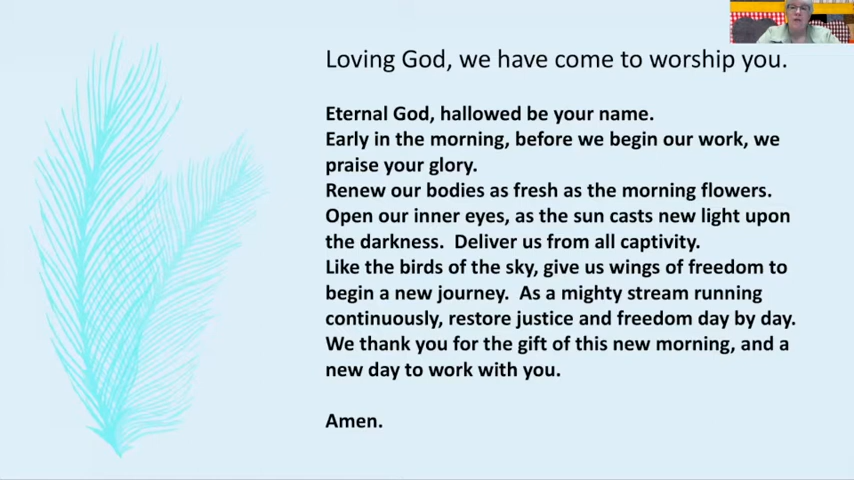 Loving God, we have come to worship you.
Eternal God, hallowed be your name.
Early in the morning, before we begin our work, we
praise your glory.
Renew our bodies as fresh as the morning flowers.
Open our inner eyes, as the sun casts new light upon
the darkness.  Deliver us from all captivity.
Like the birds of the sky, give us wings of freedom to
begin a new journey.  As a mighty stream running
continuously, restore justice and freedom day by day.
We thank you for the gift of this new morning, and a
new day to work with you.
Amen.